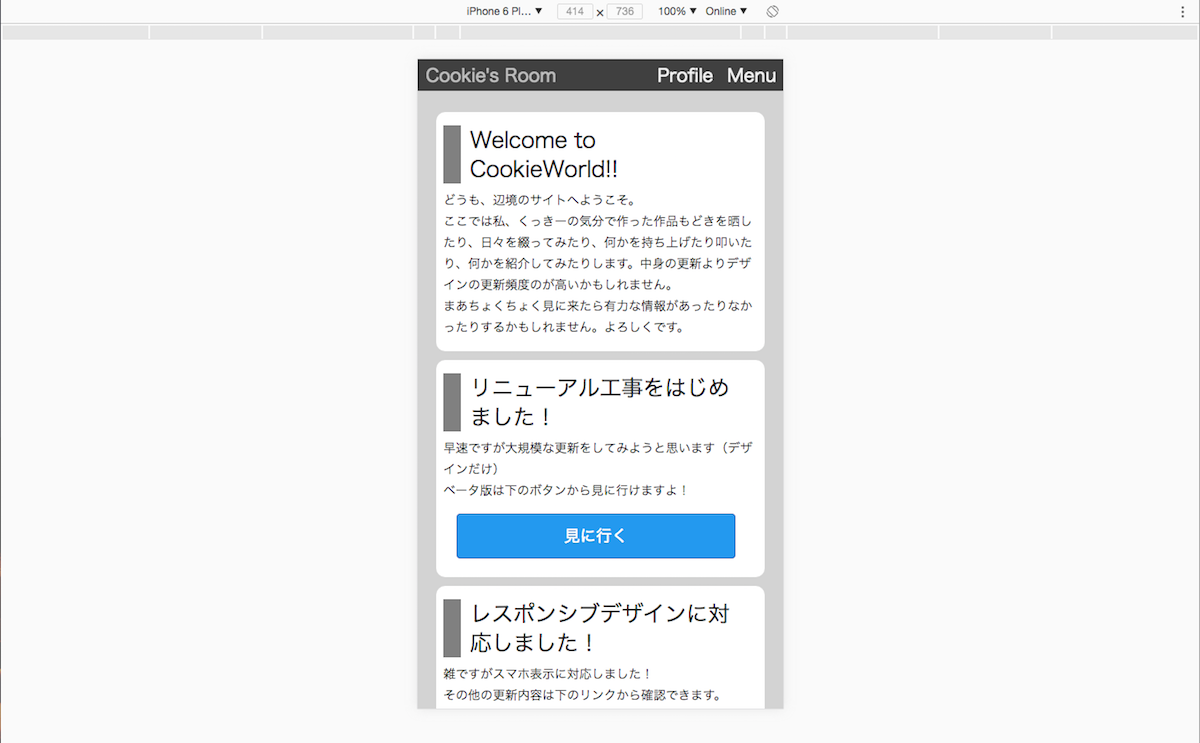 iPhone 6 Pl... ▼ 414 × 736 100% ▼ Online ▼
Cookie's Room Profile Menu
Welcome to
CookieWorld!!
どうも、辺境のサイトへようこそ。
ここでは私、くっきーの気分で作った作品もどきを晒し
たり、日々を綴ってみたり、何かを持ち上げたり叩いた
り、何かを紹介してみたりします。中身の更新よりデザ
インの更新頻度のが高いかもしれません。
まあちょくちょく見に来たら有力な情報があったりなか
ったりするかもしれません。よろしくです。
リニューアル工事をはじめ
ました！
早速ですが大規模な更新をしてみようと思います（デザ
インだけ）
ベータ版は下のボタンから見に行けますよ！
見に行く
レスポンシブデザインに対
応しました！
雑ですがスマホ表示に対応しました！
その他の更新内容は下のリンクから確認できます。